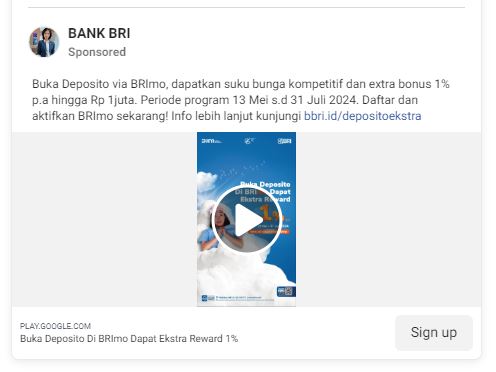 BANK BRI
Sponsored
Buka Deposito via BRImo, dapatkan suku bunga kompetitif dan extra bonus 1%
p.a hingga Rp 1juta. Periode program 13 Mei s.d 31 Juli 2024. Daftar dan
aktifkan BRImo sekarang! Info lebih lanjut kunjungi bbri.id/depositoekstra
BRI
Buka Deposito
Di BRI Dapat
Ekstra Reward
1%
PLAY.GOOGLE.COM
Buka Deposito Di BRImo Dapat Ekstra Reward 1%
Sign up